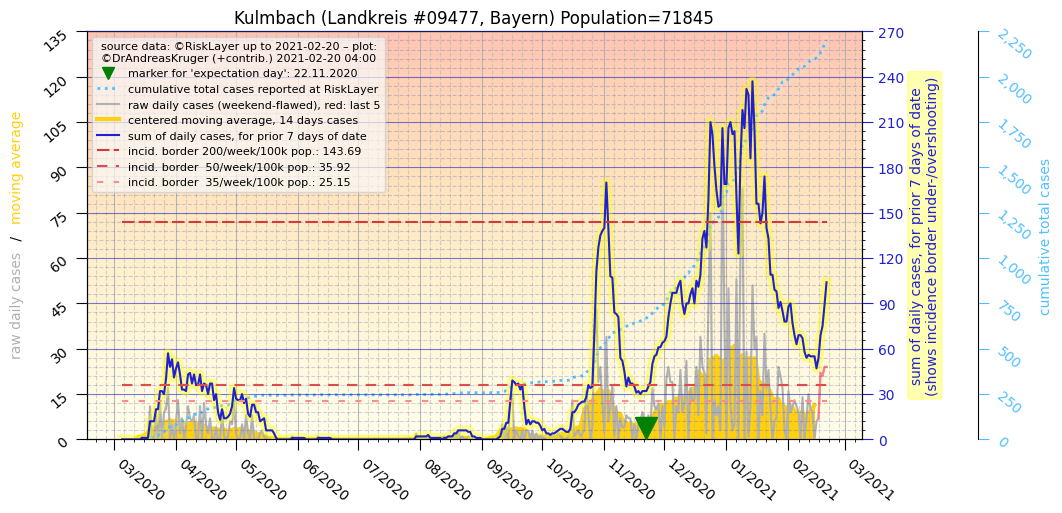 Kulmbach (Landkreis #09477, Bayern) Population=71845
source data: ©RiskLayer up to 2021-02-20 – plot:
©DrAndreasKruger (+contrib.) 2021-02-20 04:00
marker for 'expectation day': 22.11.2020
cumulative total cases reported at RiskLayer
raw daily cases (weekend-flawed), red: last 5
centered moving average, 14 days cases
sum of daily cases, for prior 7 days of date
incid. border 200/week/100k pop.: 143.69
incid. border  50/week/100k pop.: 35.92
incid. border  35/week/100k pop.: 25.15
raw daily cases / moving average
135
120
105
90
75
60
45
30
15
0
03/2020
04/2020
05/2020
06/2020
07/2020
08/2020
09/2020
10/2020
11/2020
12/2020
01/2021
02/2021
03/2021
270
240
210
180
150
120
90
60
30
0
sum of daily cases, for prior 7 days of date
(shows incidence border under-/overshooting)
2,250
2,000
1,750
1,500
1,250
1,000
750
500
250
0
cumulative total cases